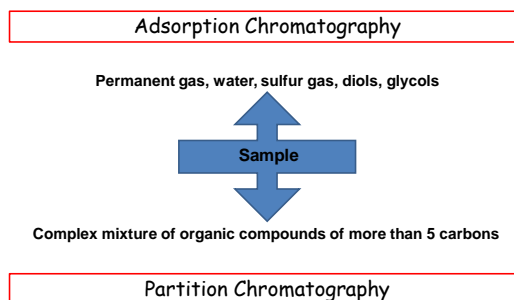 Adsorption Chromatography
Permanent gas, water, sulfur gas, diols, glycols
Sample
Complex mixture of organic compounds of more than 5 carbons
Partition Chromatography